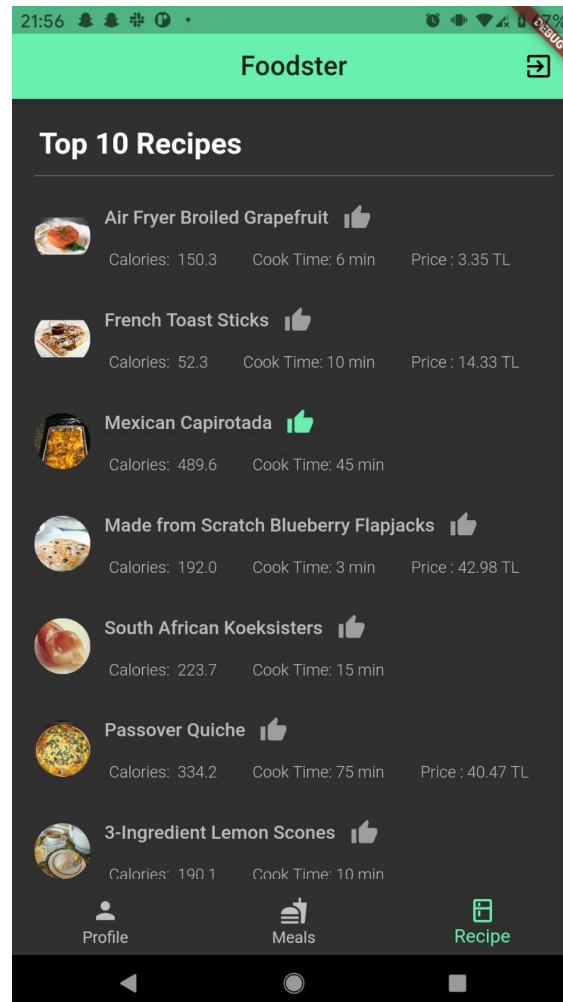 21:56
67%
DEBUG
Foodster
Top 10 Recipes
Air Fryer Broiled Grapefruit
Calories: 150.3 Cook Time: 6 min Price : 3.35 TL
French Toast Sticks
Calories: 52.3 Cook Time: 10 min Price : 14.33 TL
Mexican Capirotada
Calories: 489.6 Cook Time: 45 min
Made from Scratch Blueberry Flapjacks
Calories: 192.0 Cook Time: 3 min Price : 42.98 TL
South African Koeksisters
Calories: 223.7 Cook Time: 15 min
Passover Quiche
Calories: 334.2 Cook Time: 75 min Price : 40.47 TL
3-Ingredient Lemon Scones
Calories: 190.1 Cook Time: 10 min
Profile Meals Recipe